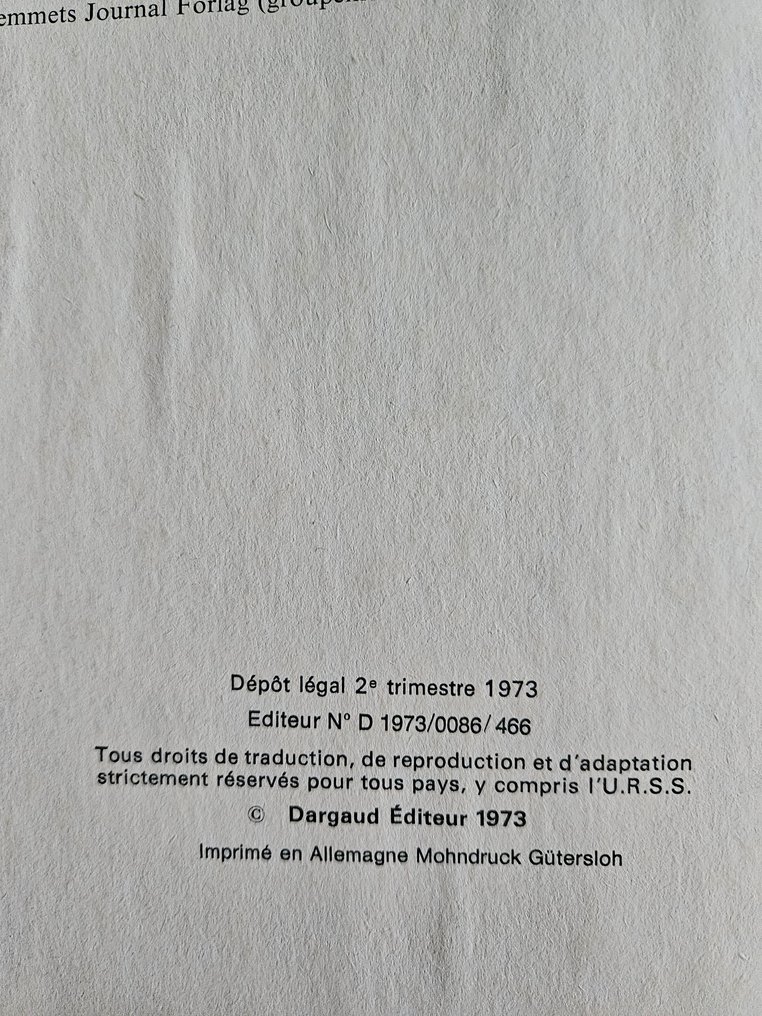 Journal Forlag
Dépôt légal 2e trimestre 1973
Editeur Nº D 1973/0086/466
Tous droits de traduction, de reproduction et d'adaptation
strictement réservés pour tous pays, y compris l'U.R.S.S.
© Dargaud Éditeur 1973
Imprimé en Allemagne Mohndruck Gütersloh